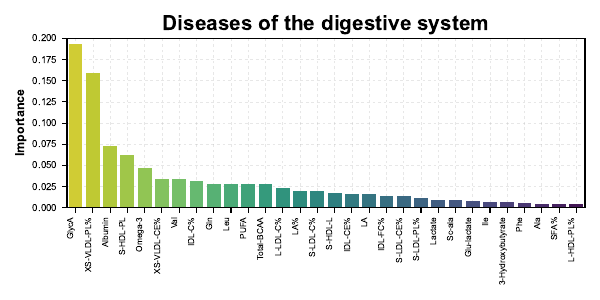 Diseases of the digestive system
Importance
0.200
0.175
0.150
0.125
0.100
0.075
0.050
0.025
0.000
GlycA
XS-VLDL-PL%
Albumin
S-HDL-PL
Omega-3
XS-VLDL-CE%
Val
IDL-C%
Gln
Leu
PUFA
Total-BCAA
L-LDL-C%
LA%
S-LDL-C%
S-HDL-L
IDL-CE%
LA
IDL-FC%
S-LDL-CE%
S-LDL-PL%
Lactate
Glu-lactate
Ile
3-Hydroxybutyrate
Phe
Ala
SFA%
L-HDL-PL%